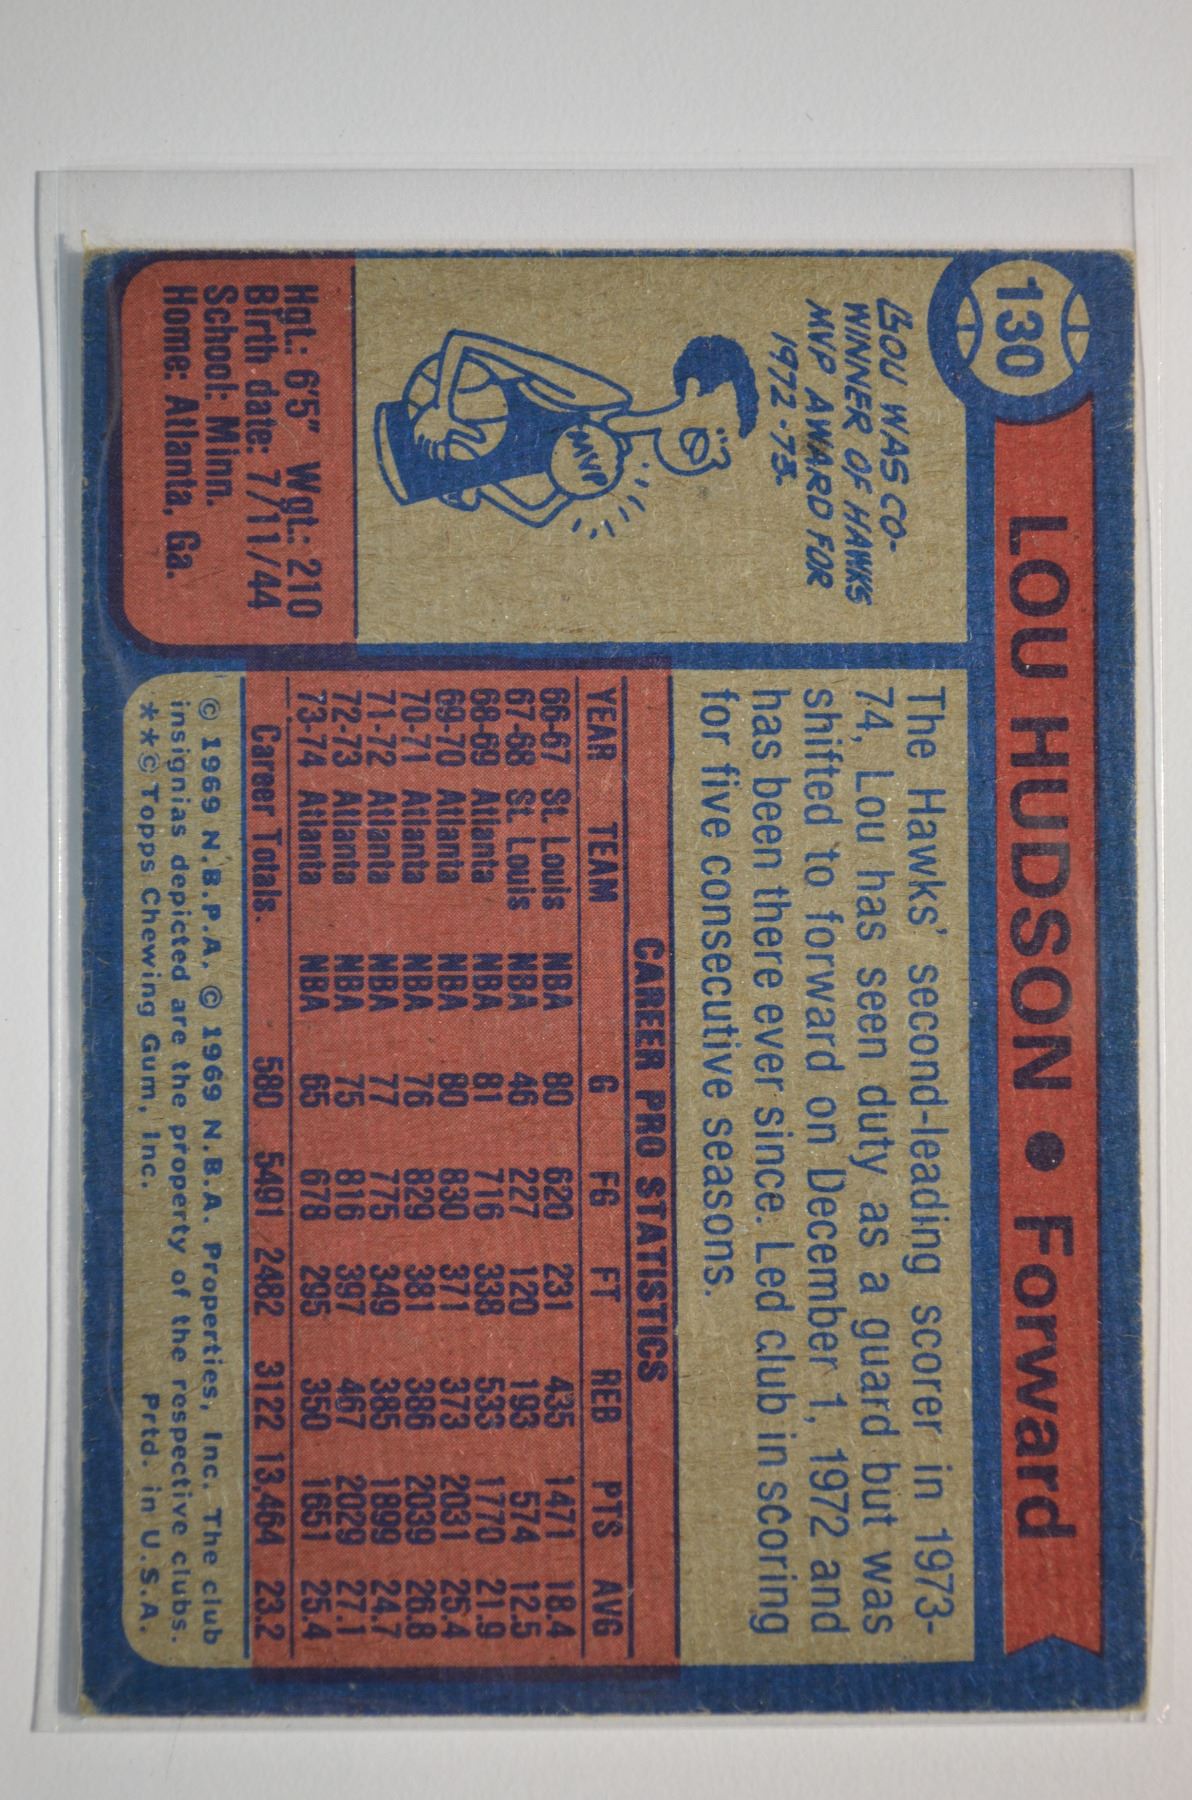 130
LOU HUDSON • Forward
LOU WAS CO-
WINNER OF HAWKS
MVP AWARD FOR
1972-73.
MVP
Hgt.: 6'5" Wgt.: 210
Birth date: 7/11/44
School: Minn.
Home: Atlanta, Ga.
The Hawks' second-leading scorer in 1973-
74, Lou has seen duty as a guard but was
shifted to forward on December 1, 1972 and
has been there ever since. Led club in scoring
for five consecutive seasons.
CAREER PRO STATISTICS
YEAR TEAM G FG FT REB PTS AVG
66-67 St. Louis NBA 80 620 231 435 1471 18.4
67-68 St. Louis NBA 46 227 120 193 574 12.5
68-69 Atlanta NBA 81 716 338 533 1770 21.9
69-70 Atlanta NBA 80 830 371 373 2031 25.4
70-71 Atlanta NBA 76 829 381 386 2039 26.8
71-72 Atlanta NBA 77 775 349 385 1899 24.7
72-73 Atlanta NBA 75 816 397 467 2029 27.1
73-74 Atlanta NBA 65 678 295 350 1651 25.4
Career Totals. 580 5491 2482 3122 13,464 23.2
© 1969 N.B.P.A. © 1969 N.B.A. Properties, Inc. The club
insignias depicted are the property of the respective clubs.
**© Topps Chewing Gum, Inc. Prtd. in U.S.A.